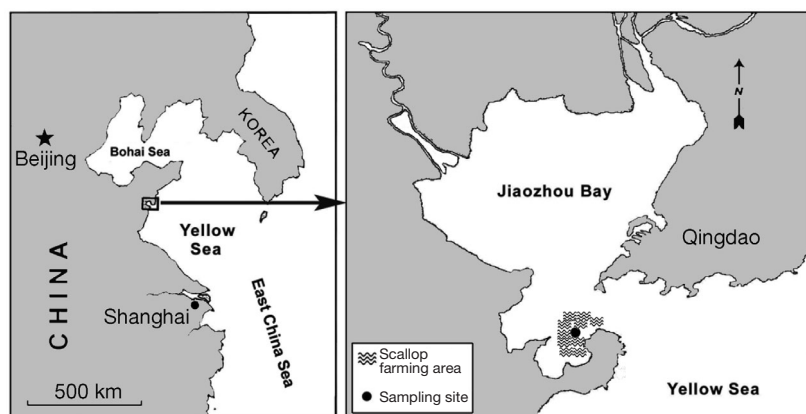 Beijing
Bohai Sea
KOREA
Yellow
Sea
CHINA
Shanghai
East China Sea
500 km
N
Jiaozhou Bay
Qingdao
Scallop
farming area
Sampling site
Yellow Sea